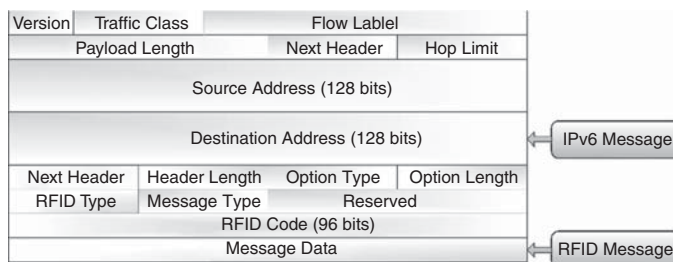 Version Traffic Class Flow Lablel
Payload Length Next Header Hop Limit
Source Address (128 bits)
Destination Address (128 bits)
IPv6 Message
Next Header Header Length Option Type Option Length
RFID Type Message Type Reserved
RFID Code (96 bits)
Message Data
RFID Message